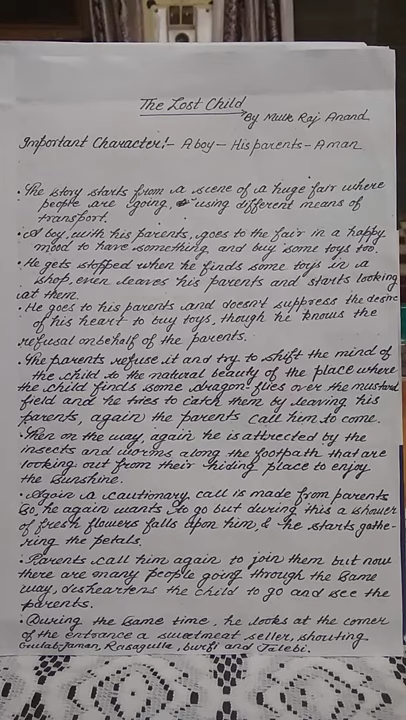 The Lost Child
By Mulk Raj Anand
Important Character:- A boy - His parents - A man
• The story starts from a scene of a huge fair where
people are going, using different means of
transport.
• A boy, with his parents, goes to the fair in a happy
mood to have something, and buy some toys too,
• He gets stopped when he finds some toys in a
shop, even leaves his parents and starts looking
at them.
• He goes to his parents and doesn't suppress the desire
of his heart to buy toys, though he knows the
refusal onbehalf of the parents.
• The parents refuse it and try to shift the mind of
the child to the natural beauty of the place where
the child finds some dragon flies over the mustard
field and he tries to catch them by leaving his
parents, again the parents call him to come.
• Then on the way, again he is attrected by the
insects and worms along the footpath that are
looking out from their hiding place to enjoy
the sunshine.
• Again a cautionary call is made from parents
So, he again wants to go but during this a shower
of fresh flowers falls upon him, & he starts gathe-
ring the petals,
• Parents call him again to join them but now
there are many people going through the same
way, disheartens the child to go and see the
parents.
• During the same time, he looks at the corner
of the entrance a sweetmeat seller, shouting
Gulab-Jaman, Rasagulla, burfi and Jalebi.